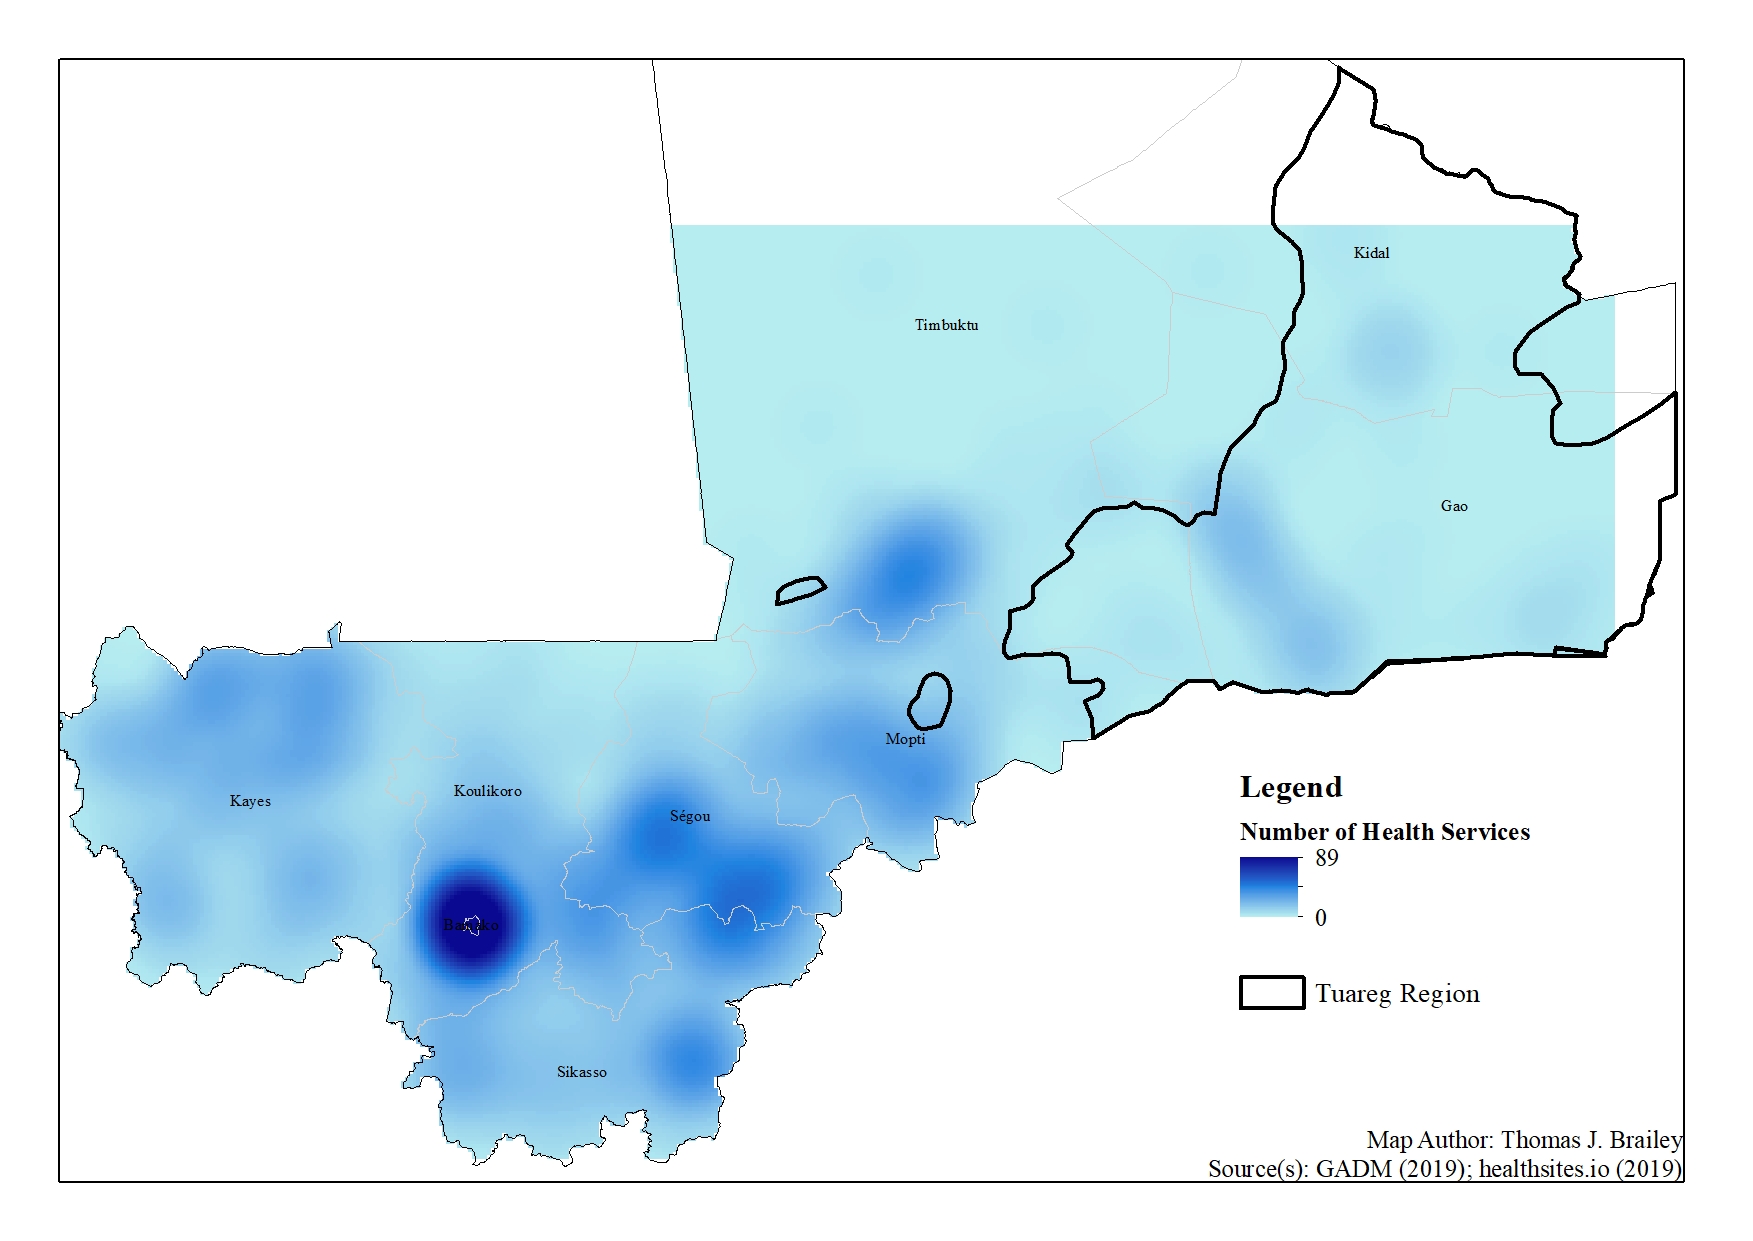 Kidal
Timbuktu
Gao
Mopti
Koulikoro
Kayes
Ségou
Bamako
Sikasso
Legend
Number of Health Services
89
0
Tuareg Region
Map Author: Thomas J. Brailey
Source(s): GADM (2019); healthsites.io (2019)